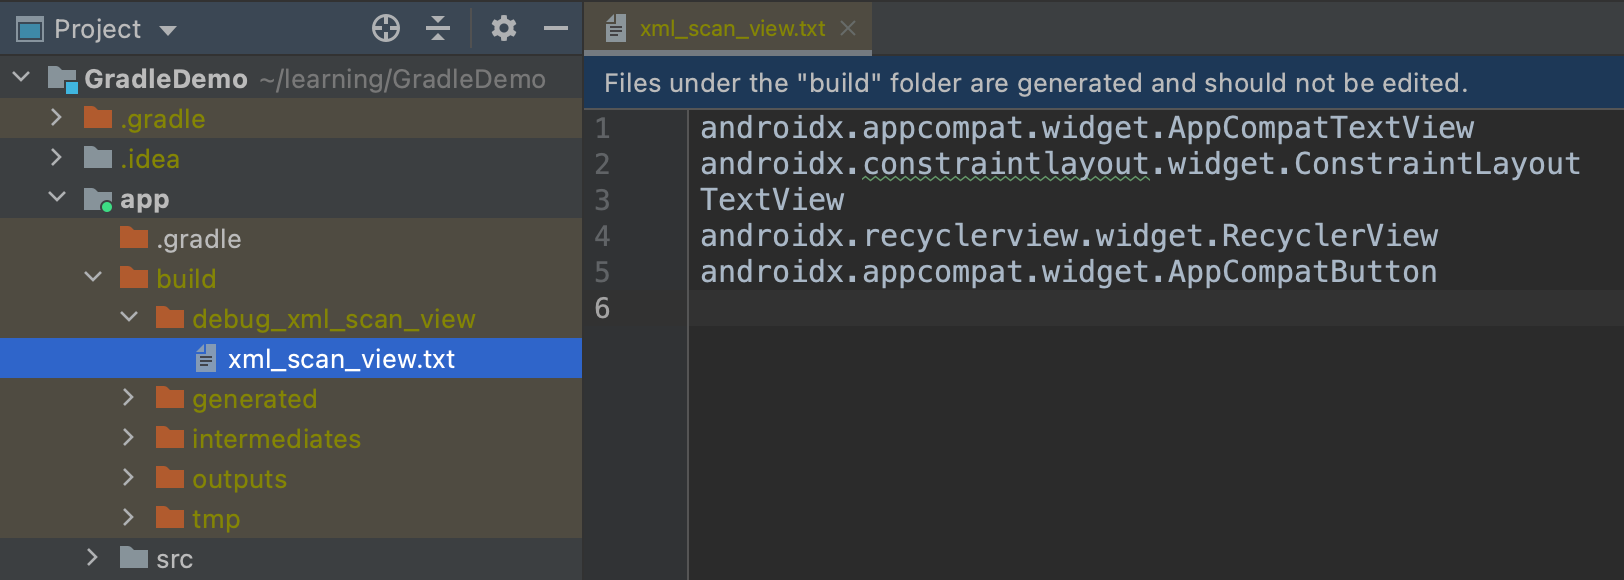 Project
GradleDemo ~/learning/GradleDemo
.gradle
.idea
app
.gradle
build
debug_xml_scan_view
xml_scan_view.txt
generated
intermediates
outputs
tmp
src
xml_scan_view.txt
Files under the "build" folder are generated and should not be edited.
1 androidx.appcompat.widget.AppCompatTextView
2 androidx.constraintlayout.widget.ConstraintLayout
3 TextView
4 androidx.recyclerview.widget.RecyclerView
5 androidx.appcompat.widget.AppCompatButton
6